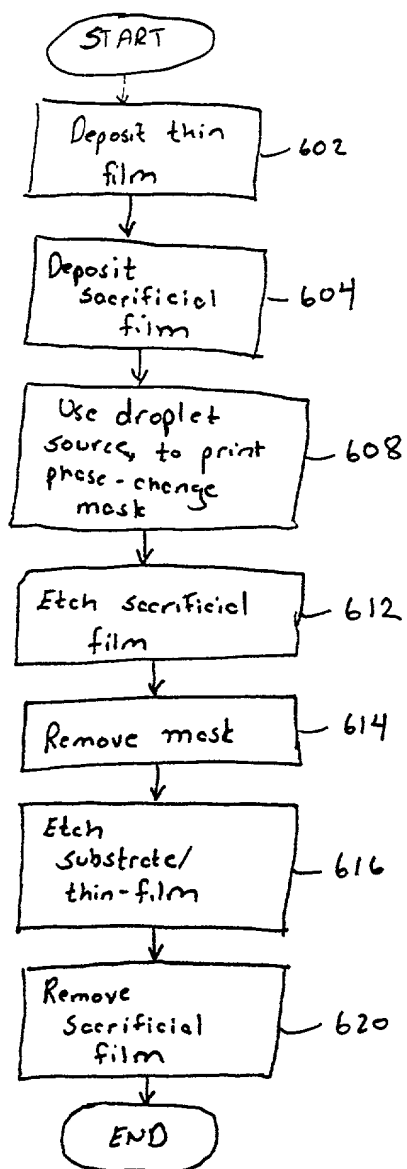 START
Deposit thin
film
602
Deposit
sacrificial
film
604
Use droplet
source, to print
phase-change
mask
608
Etch sacrificial
film
612
Remove mask
614
Etch
substrate/
thin-film
616
Remove
sacrificial
film
620
END